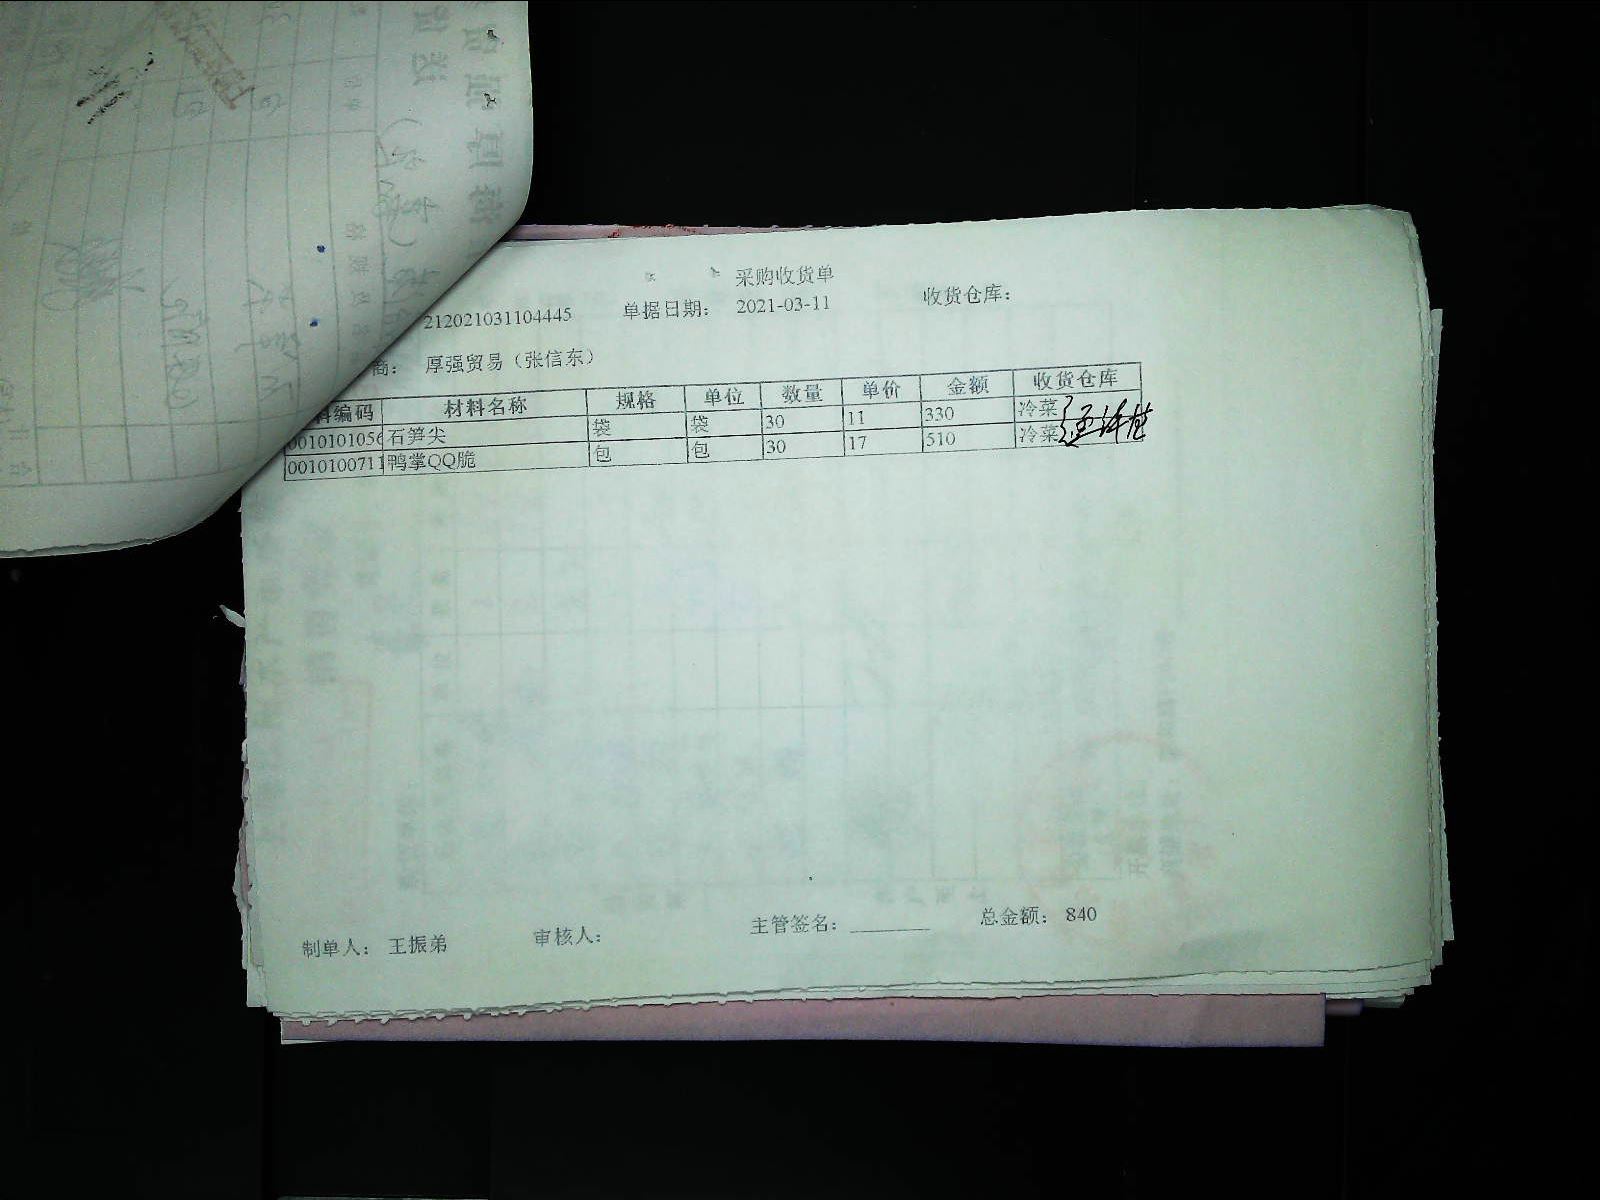 采购收货单
212021031104445 单据日期: 2021-03-11 收货仓库:
商: 厚强贸易（张信东）
料编码 材料名称 规格 单位 数量 单价 金额 收货仓库
0010101056 石笋尖 袋 袋 30 11 330 冷菜
0010100711 鸭掌QQ脆 包 包 30 17 510 冷菜
制单人: 王振弟 审核人: 主管签名: 总金额: 840